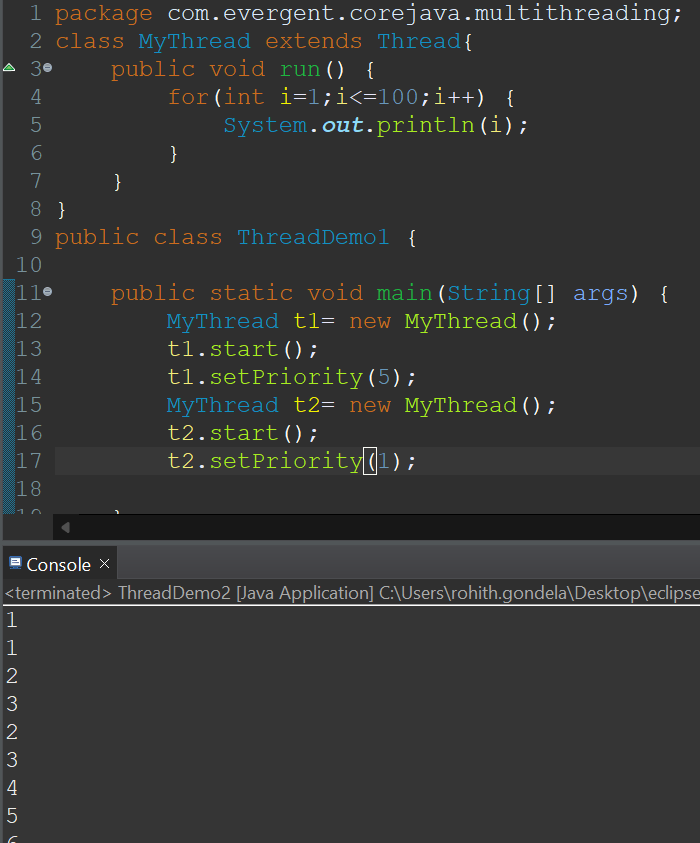 1 package com.evergent.corejava.multithreading;
2 class MyThread extends Thread{
3 public void run() {
4 for(int i=1;i<=100;i++) {
5 System.out.println(i);
6 }
7 }
8 }
9 public class ThreadDemo1 {
10
11 public static void main(String[] args) {
12 MyThread t1= new MyThread();
13 t1.start();
14 t1.setPriority(5);
15 MyThread t2= new MyThread();
16 t2.start();
17 t2.setPriority(1);
18
Console ×
<terminated> ThreadDemo2 [Java Application] C:\Users\rohith.gondela\Desktop\eclipse
1
1
2
3
2
3
4
5